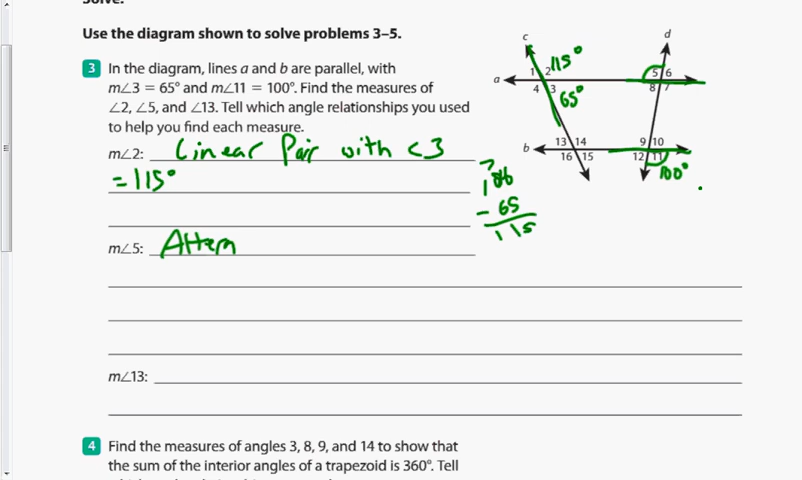 Use the diagram shown to solve problems 3–5.
3 In the diagram, lines a and b are parallel, with
m∠3 = 65° and m∠11 = 100°. Find the measures of
∠2, ∠5, and ∠13. Tell which angle relationships you used
to help you find each measure.
m∠2: Linear Pair with <3
= 115°
m∠5: Attern
m∠13:
4 Find the measures of angles 3, 8, 9, and 14 to show that
the sum of the interior angles of a trapezoid is 360°. Tell
c
d
115°
1 2
5 6
a
4 3
8 7
65°
13 14
9 10
b
16 15
12 11
100°
- 65
115